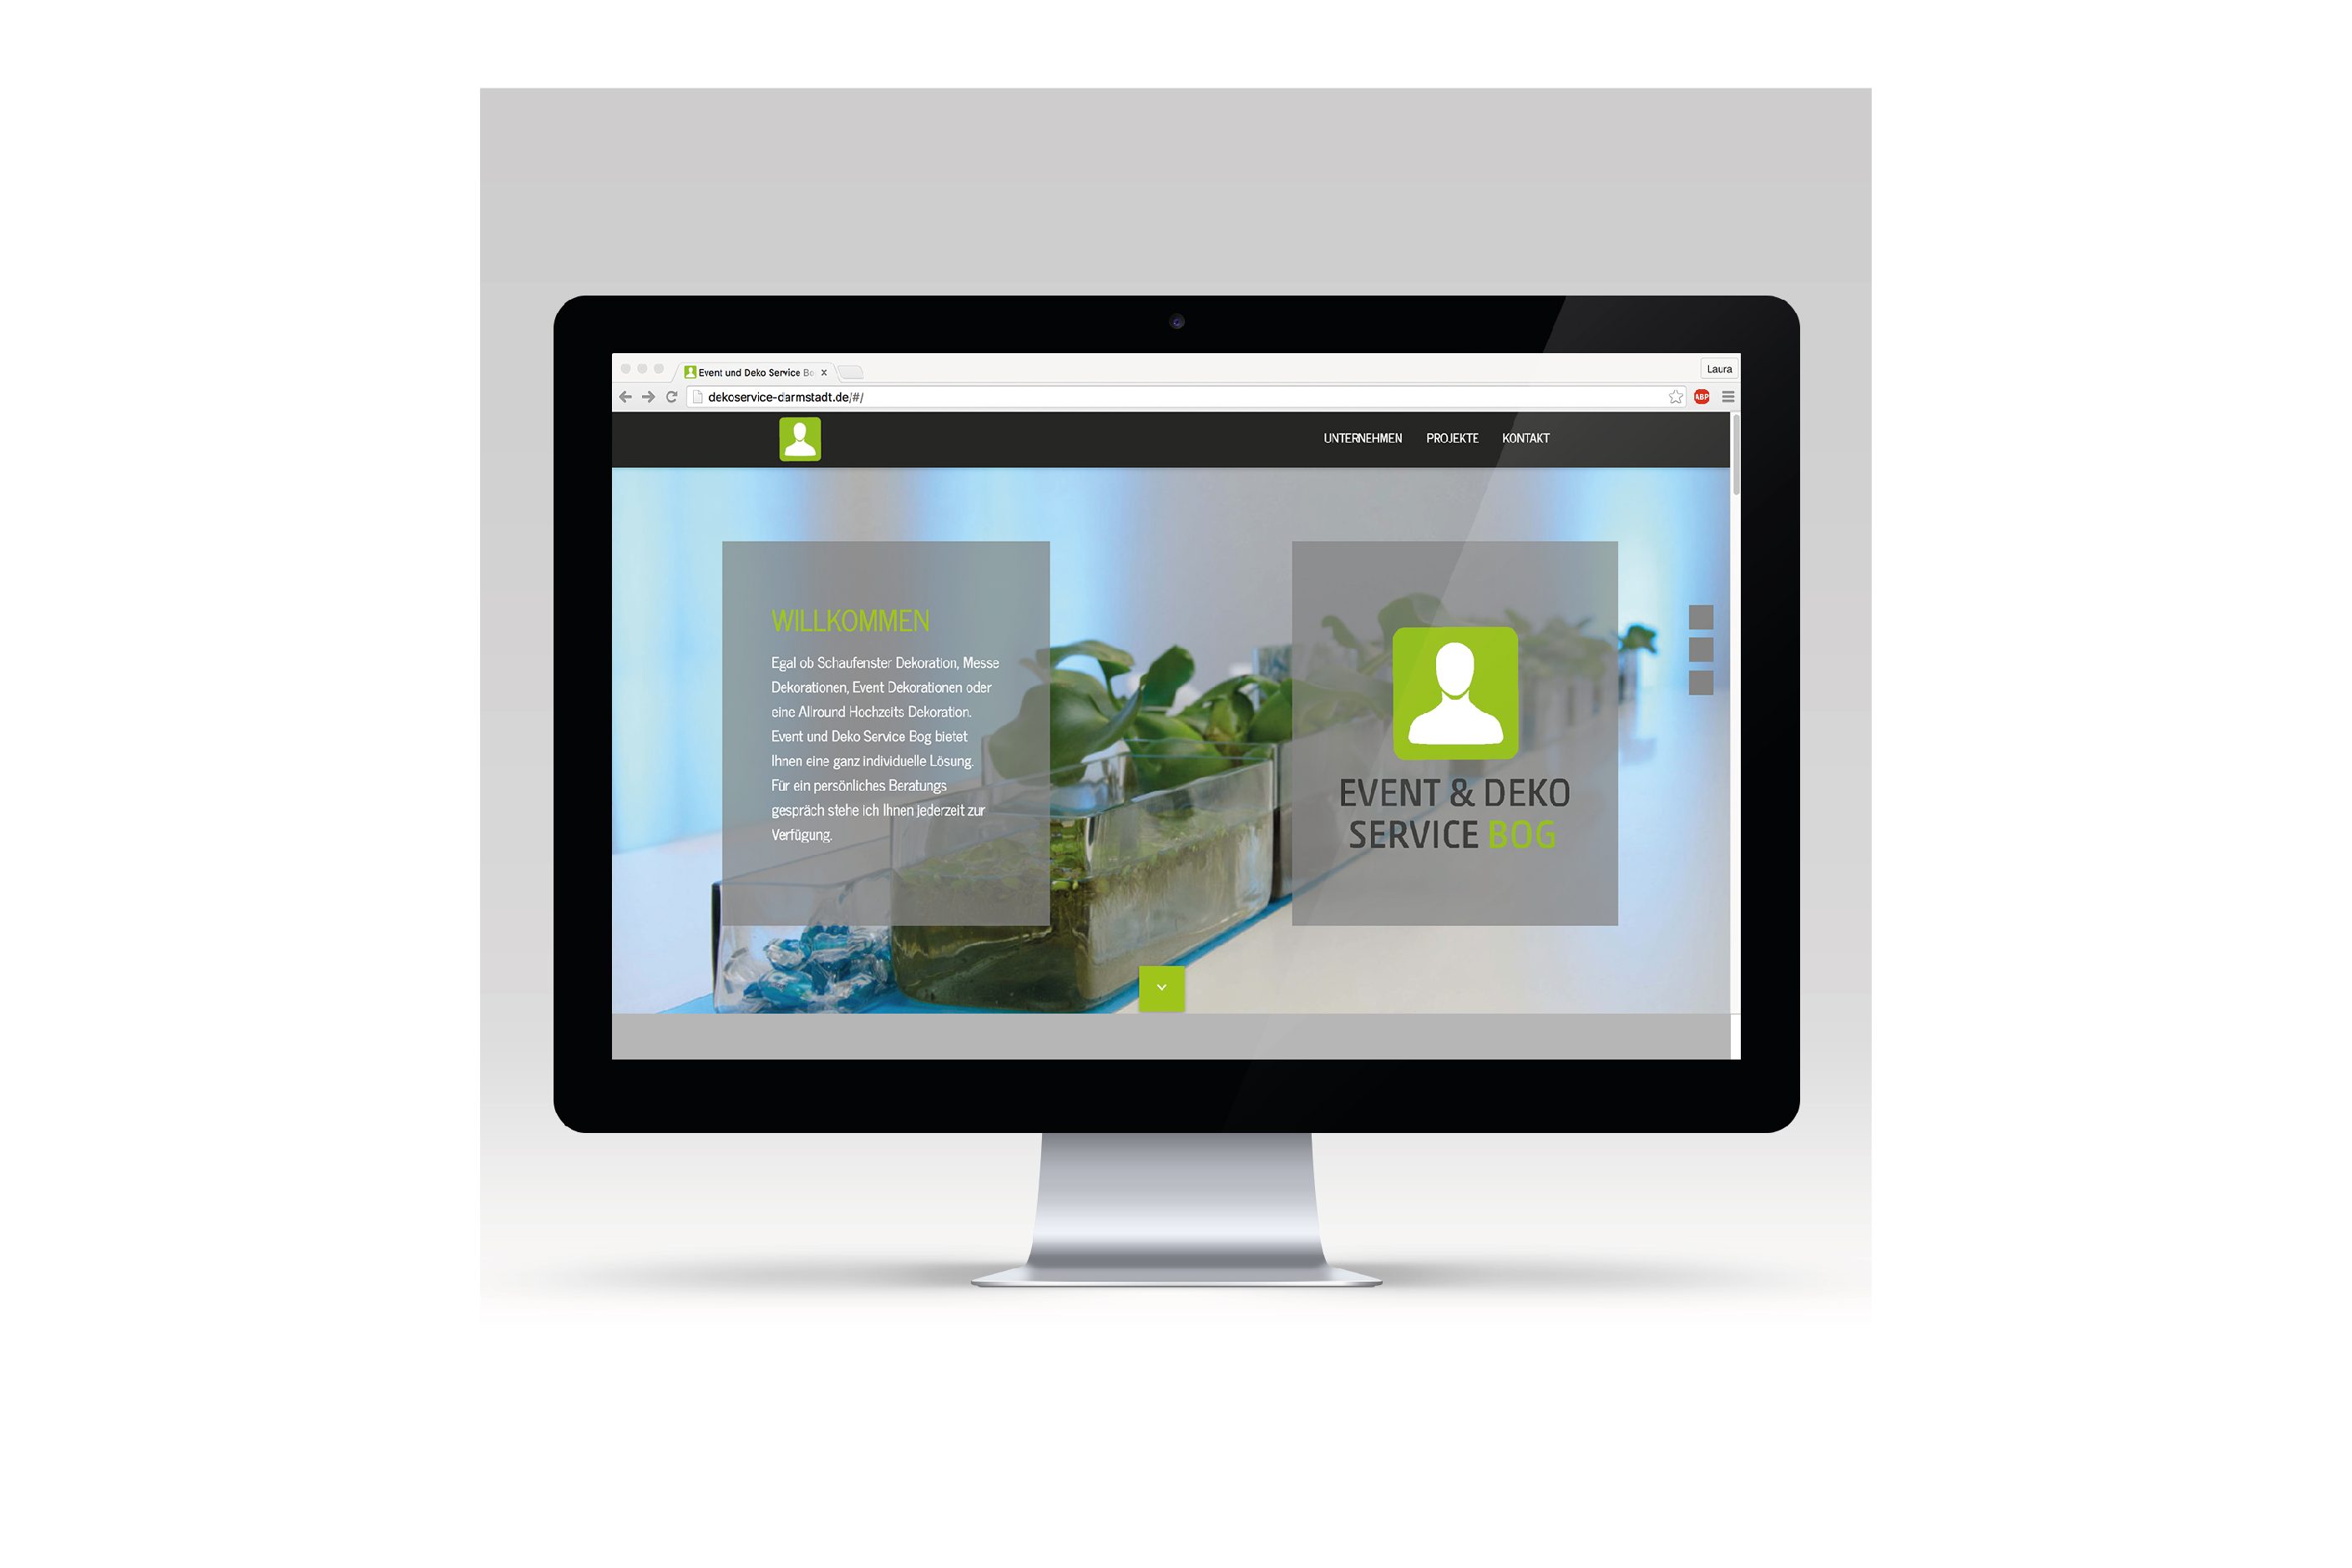 Event und Deko Service Bo
Laura
dekoservice-darmstadt.de/#/
ABP
UNTERNEHMEN PROJEKTE KONTAKT
WILLKOMMEN
Egal ob Schaufenster Dekoration, Messe
Dekorationen, Event Dekorationen oder
eine Allround Hochzeits Dekoration.
Event und Deko Service Bog bietet
Ihnen eine ganz individuelle Lösung.
Für ein persönliches Beratungs
gespräch stehe ich Ihnen jederzeit zur
Verfügung.
EVENT & DEKO
SERVICE BOG